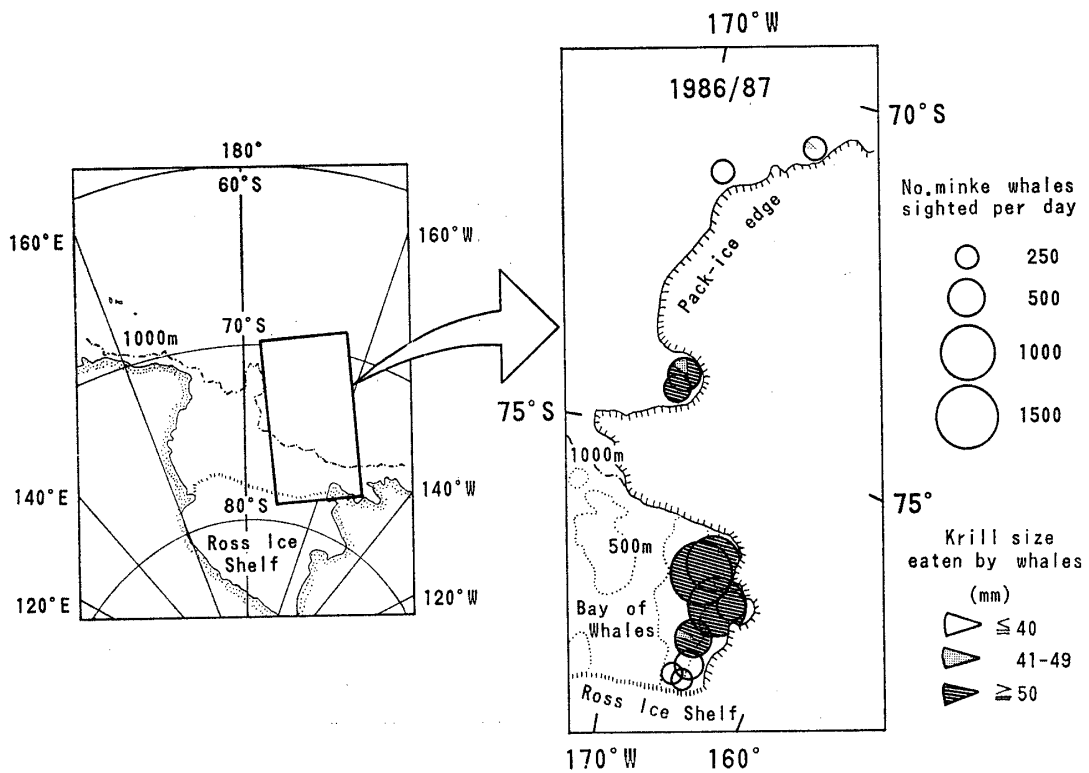 180°
60°S
160°E
160°W
1000m
70°S
140°E
140°W
80°S
Ross Ice
Shelf
120°E
120°W
170°W
1986/87
70°S
Pack-ice edge
75°S
1000m
75°
500m
Bay of
Whales
Ross Ice Shelf
170°W
160°
No.minke whales
sighted per day
250
500
1000
1500
Krill size
eaten by whales
(mm)
≦40
41-49
≧50